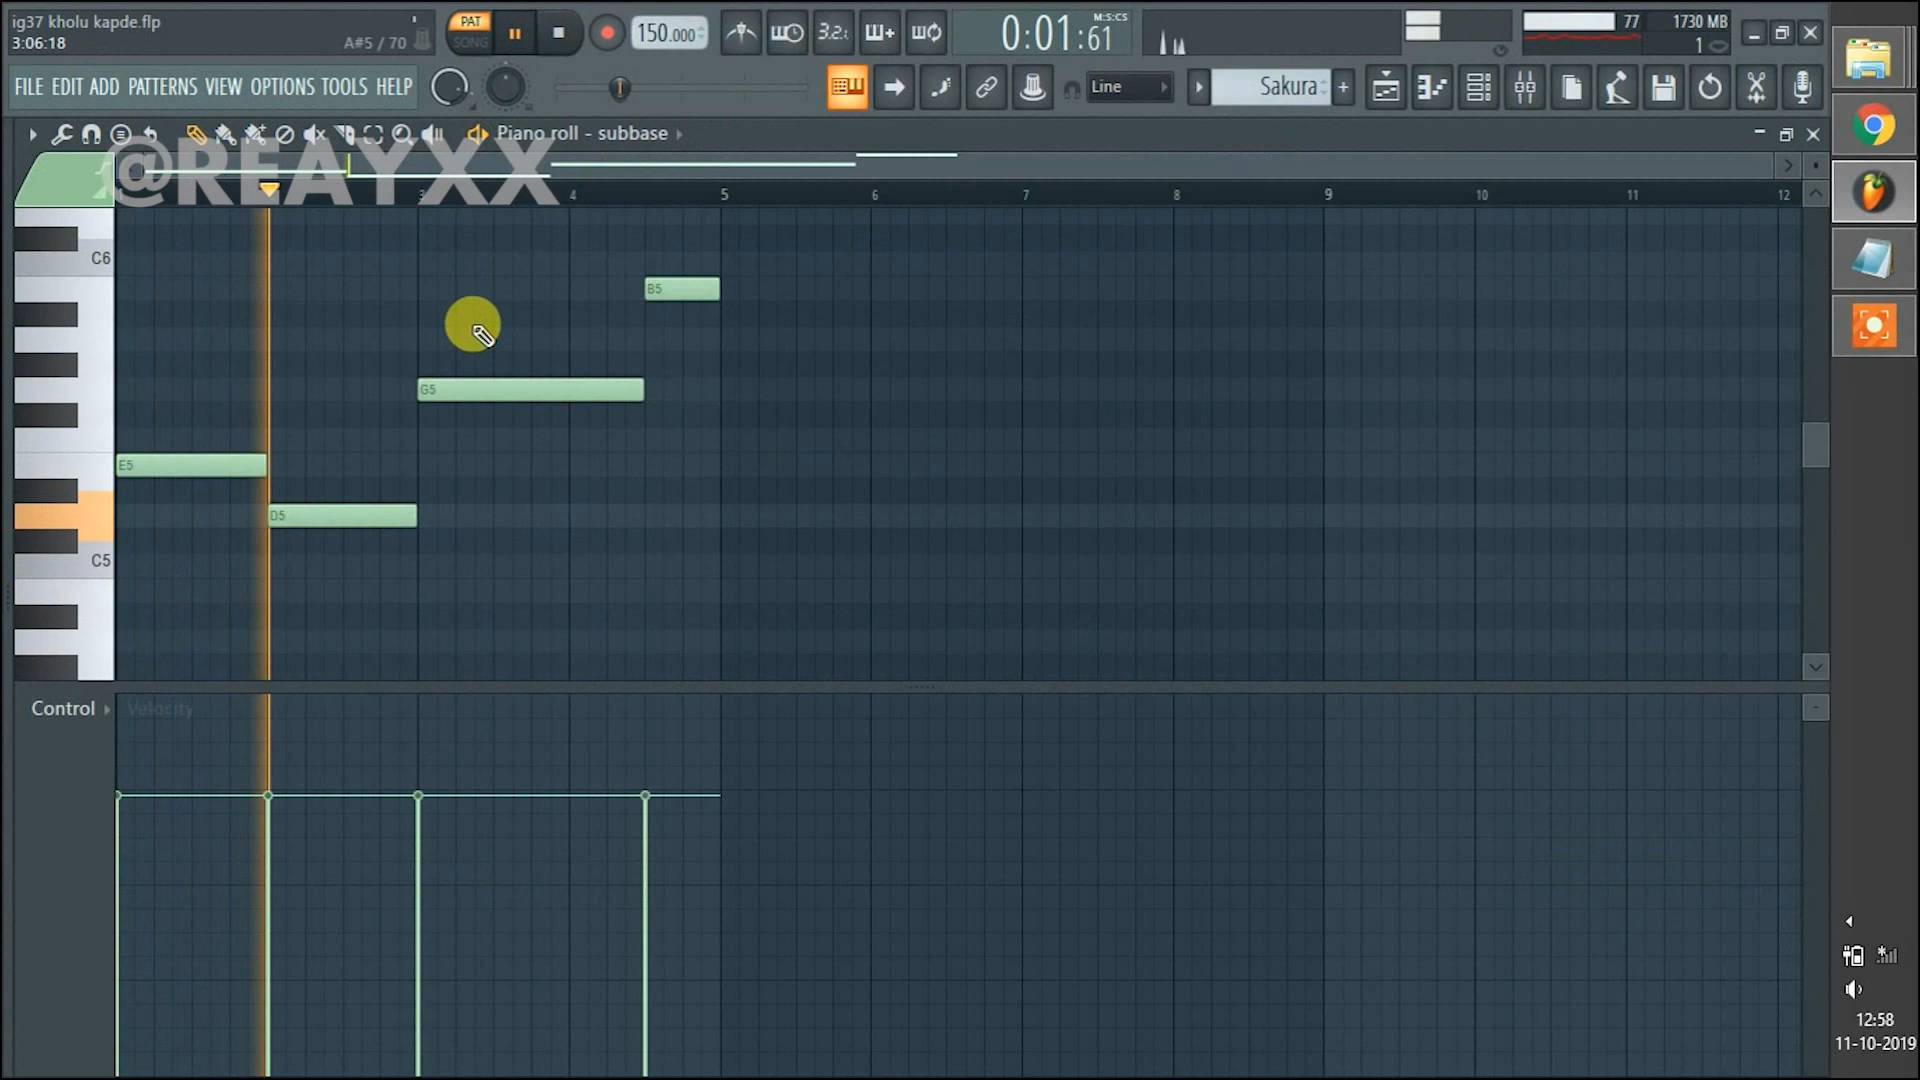 ig37 kholu kapde.flp
3:06:18
A#5 / 70
PAT
SONG
150.000
3.2.
0:01:61
M:S:CS
77
1730 MB
1
FILE EDIT ADD PATTERNS VIEW OPTIONS TOOLS HELP
Line
Sakura
+
Piano roll - subbase
@REAYXX
3 4 5 6 7 8 9 10 11 12
C6
B5
G5
E5
D5
C5
Control
Velocity
12:58
11-10-2019